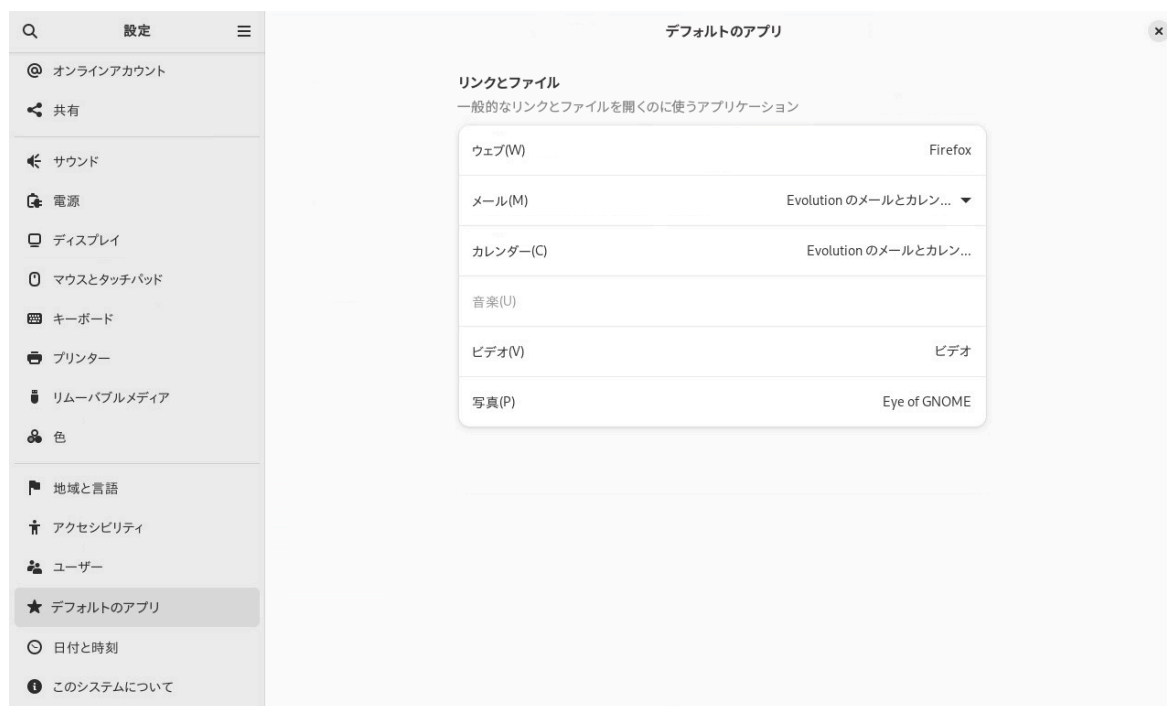 設定
オンラインアカウント
共有
サウンド
電源
ディスプレイ
マウスとタッチパッド
キーボード
プリンター
リムーバブルメディア
色
地域と言語
アクセシビリティ
ユーザー
デフォルトのアプリ
日付と時刻
このシステムについて
デフォルトのアプリ
リンクとファイル
一般的なリンクとファイルを開くのに使うアプリケーション
ウェブ(W) Firefox
メール(M) Evolution のメールとカレン...
カレンダー(C) Evolution のメールとカレン...
音楽(U)
ビデオ(V) ビデオ
写真(P) Eye of GNOME